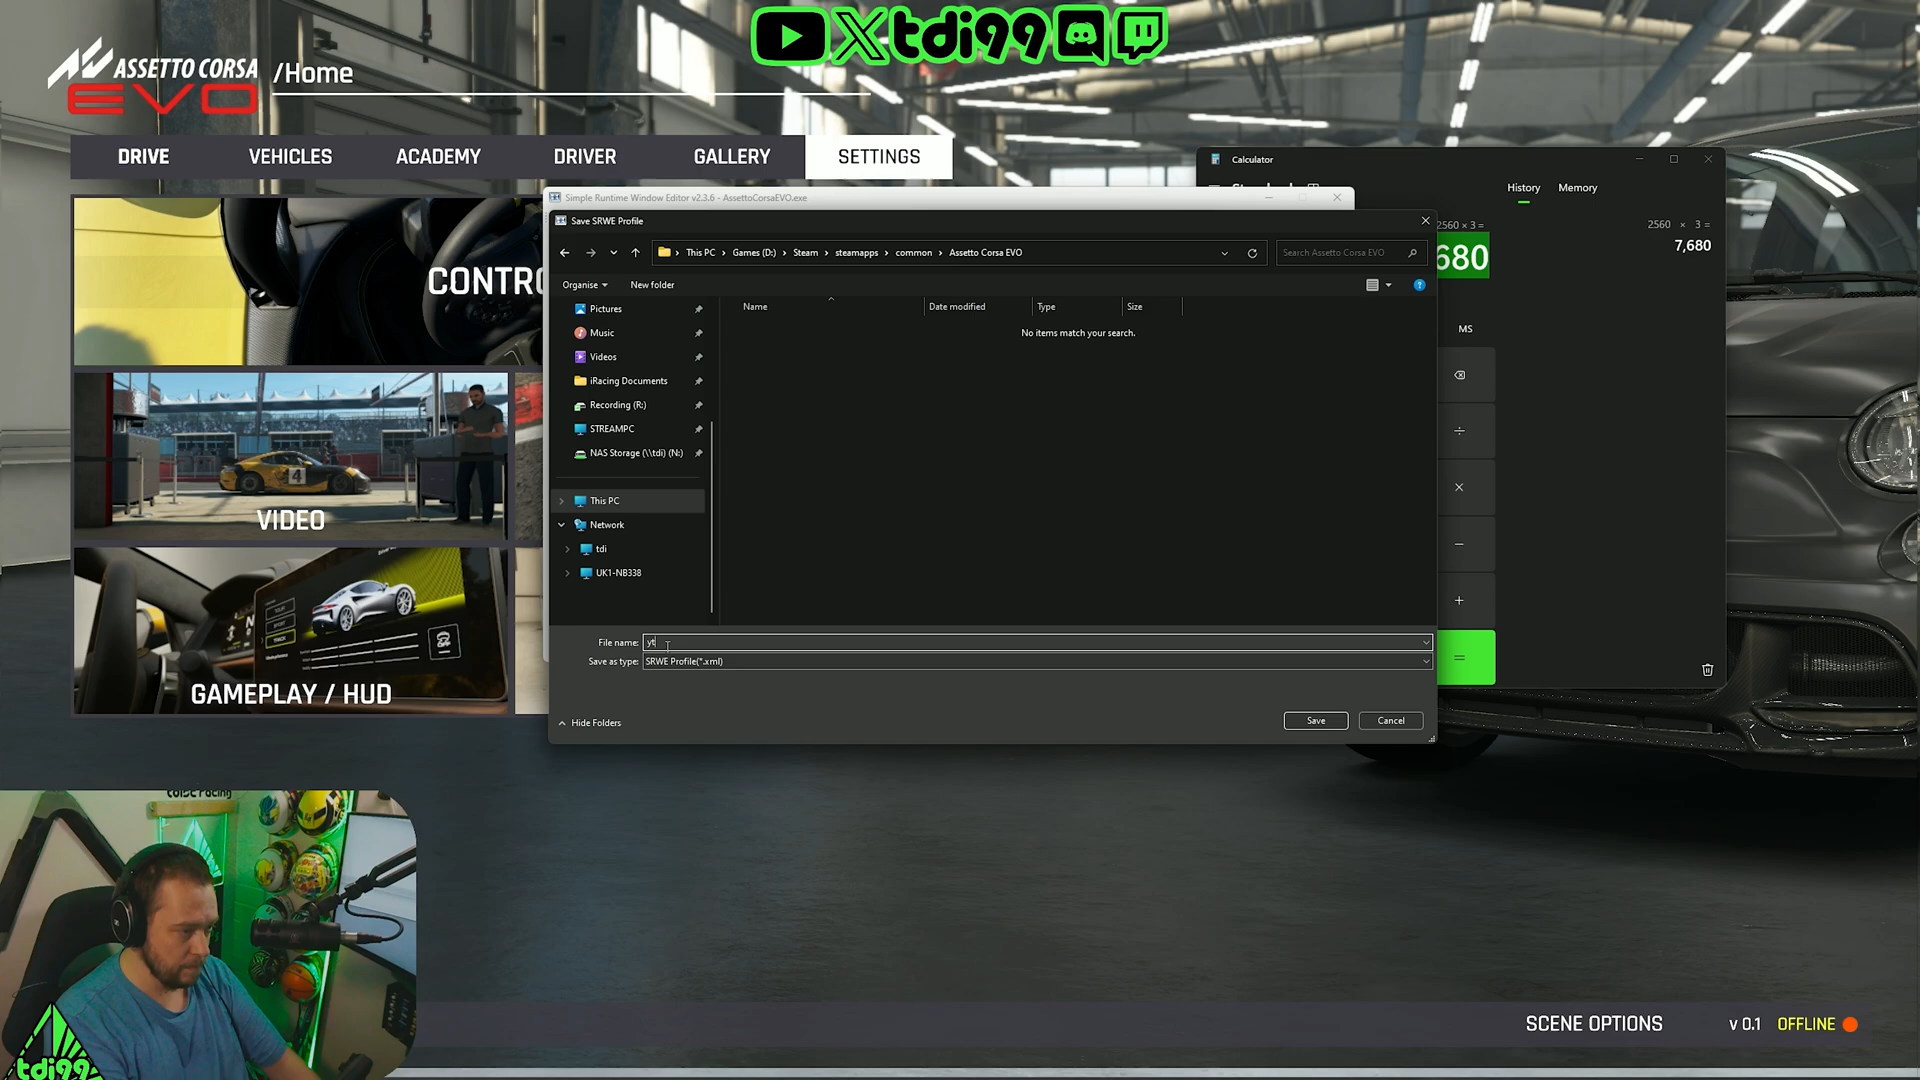 tdi99
ASSETTO CORSA
EVO
/Home
DRIVE
VEHICLES
ACADEMY
DRIVER
GALLERY
SETTINGS
CONTRO
VIDEO
4
GAMEPLAY / HUD
Simple Runtime Window Editor v2.3.6 - AssettoCorsaEVO.exe
Save SRWE Profile
This PC > Games (D:) > Steam > steamapps > common > Assetto Corsa EVO
Search Assetto Corsa EVO
Organise
New folder
Name
Date modified
Type
Size
No items match your search.
Pictures
Music
Videos
iRacing Documents
Recording (R:)
STREAMPC
NAS Storage (\\tdi) (N:)
This PC
Network
tdi
UK1-NB338
File name: yt
Save as type: SRWE Profile(*.xml)
Hide Folders
Save
Cancel
Calculator
History
Memory
2560 × 3 =
680
2560 × 3 =
7,680
MS
÷
×
−
+
=
SCENE OPTIONS
v 0.1
OFFLINE
tdi99